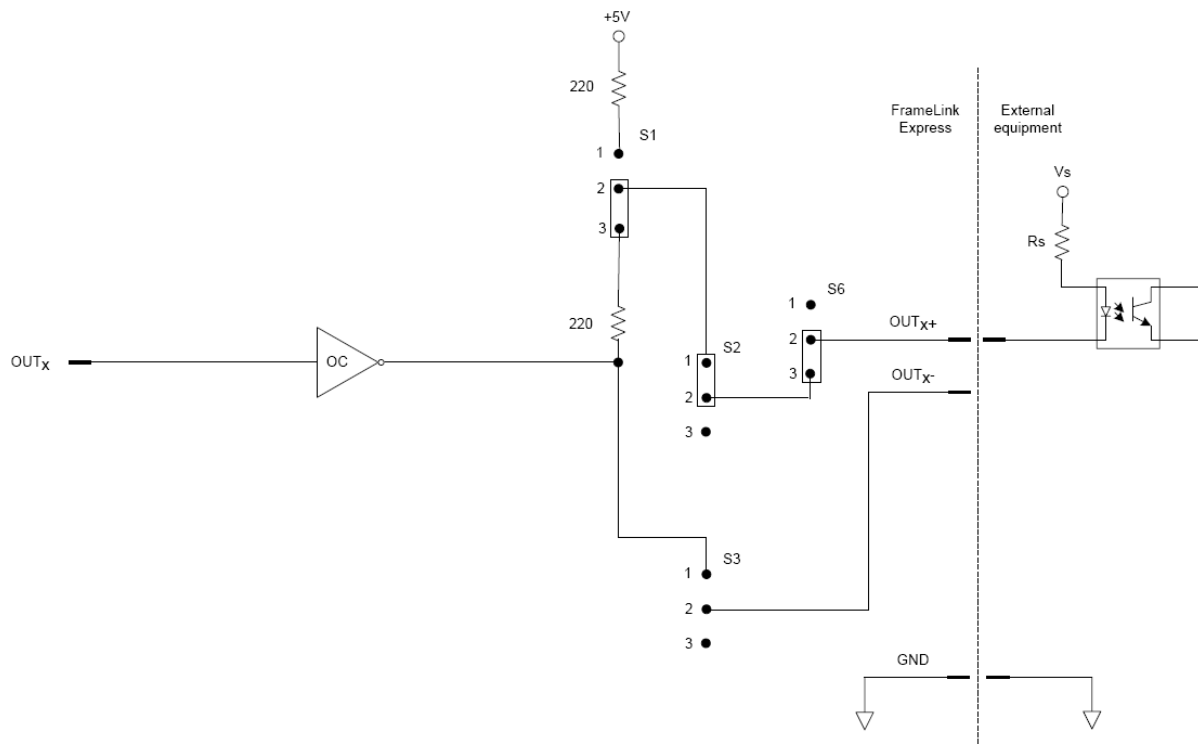 +5V
220
S1
1
2
3
220
OUTX
OC
S2
1
2
3
S6
1
2
3
FrameLink
Express
External
equipment
Vs
Rs
OUTX+
OUTX-
S3
1
2
3
GND